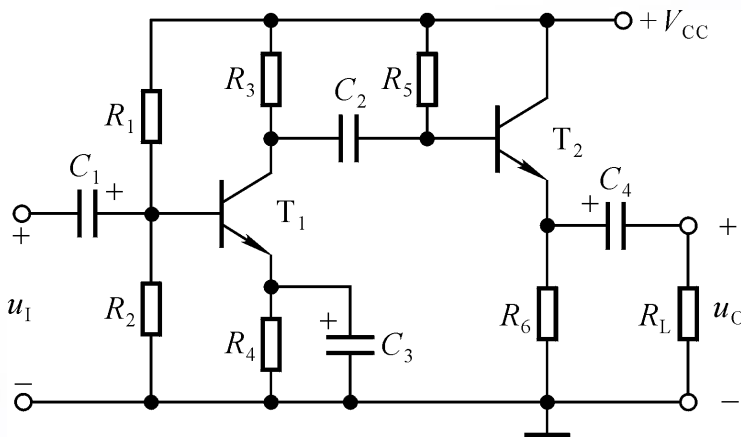 +V_CC
R_3
C_2
R_5
R_1
T_2
C_1
+
C_4
+
T_1
+
+
u_I
R_2
R_4
+
C_3
R_6
R_L
u_O
−
−